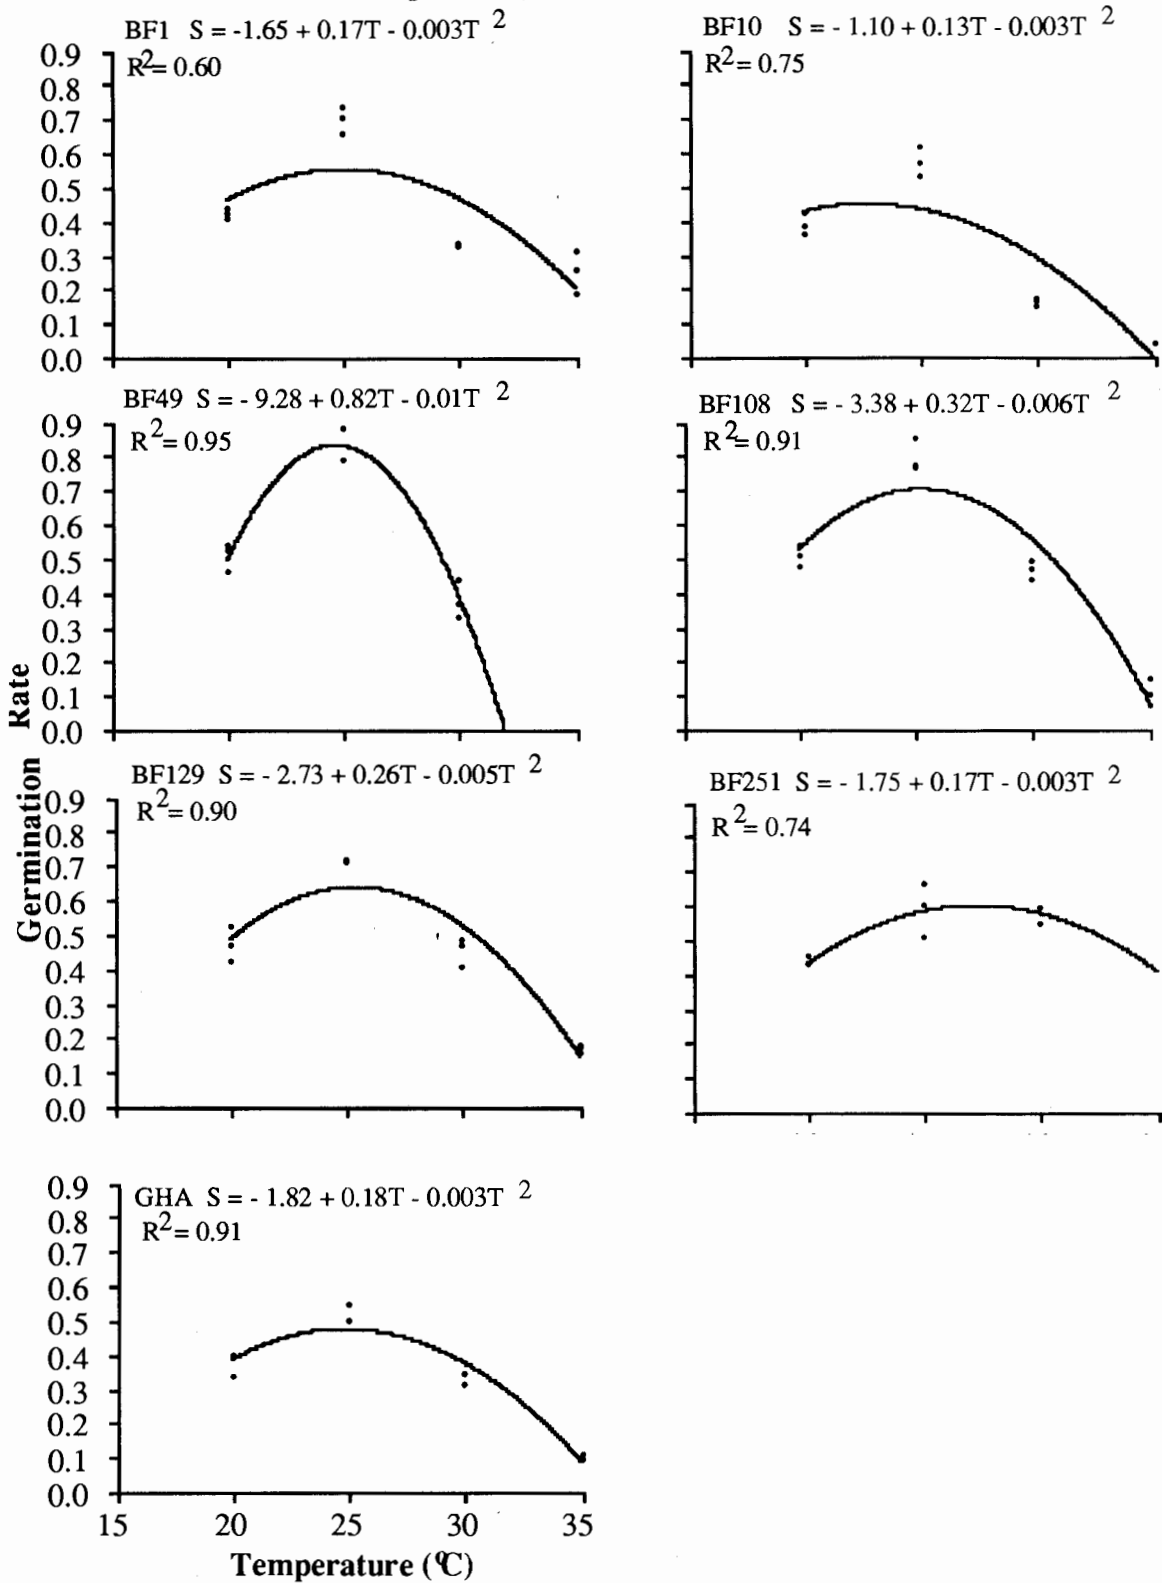 BF1 S = -1.65 + 0.17T - 0.003T 2
R2= 0.60
0.9
0.8
0.7
0.6
0.5
0.4
0.3
0.2
0.1
0.0
BF10 S = - 1.10 + 0.13T - 0.003T 2
R2= 0.75
BF49 S = - 9.28 + 0.82T - 0.01T 2
R2= 0.95
0.9
0.8
0.7
0.6
0.5
0.4
0.3
0.2
0.1
0.0
BF108 S = - 3.38 + 0.32T - 0.006T 2
R2= 0.91
Germination Rate
BF129 S = - 2.73 + 0.26T - 0.005T 2
R2= 0.90
0.9
0.8
0.7
0.6
0.5
0.4
0.3
0.2
0.1
0.0
BF251 S = - 1.75 + 0.17T - 0.003T 2
R2= 0.74
GHA S = - 1.82 + 0.18T - 0.003T 2
R2= 0.91
0.9
0.8
0.7
0.6
0.5
0.4
0.3
0.2
0.1
0.0
15 20 25 30 35
Temperature (ºC)